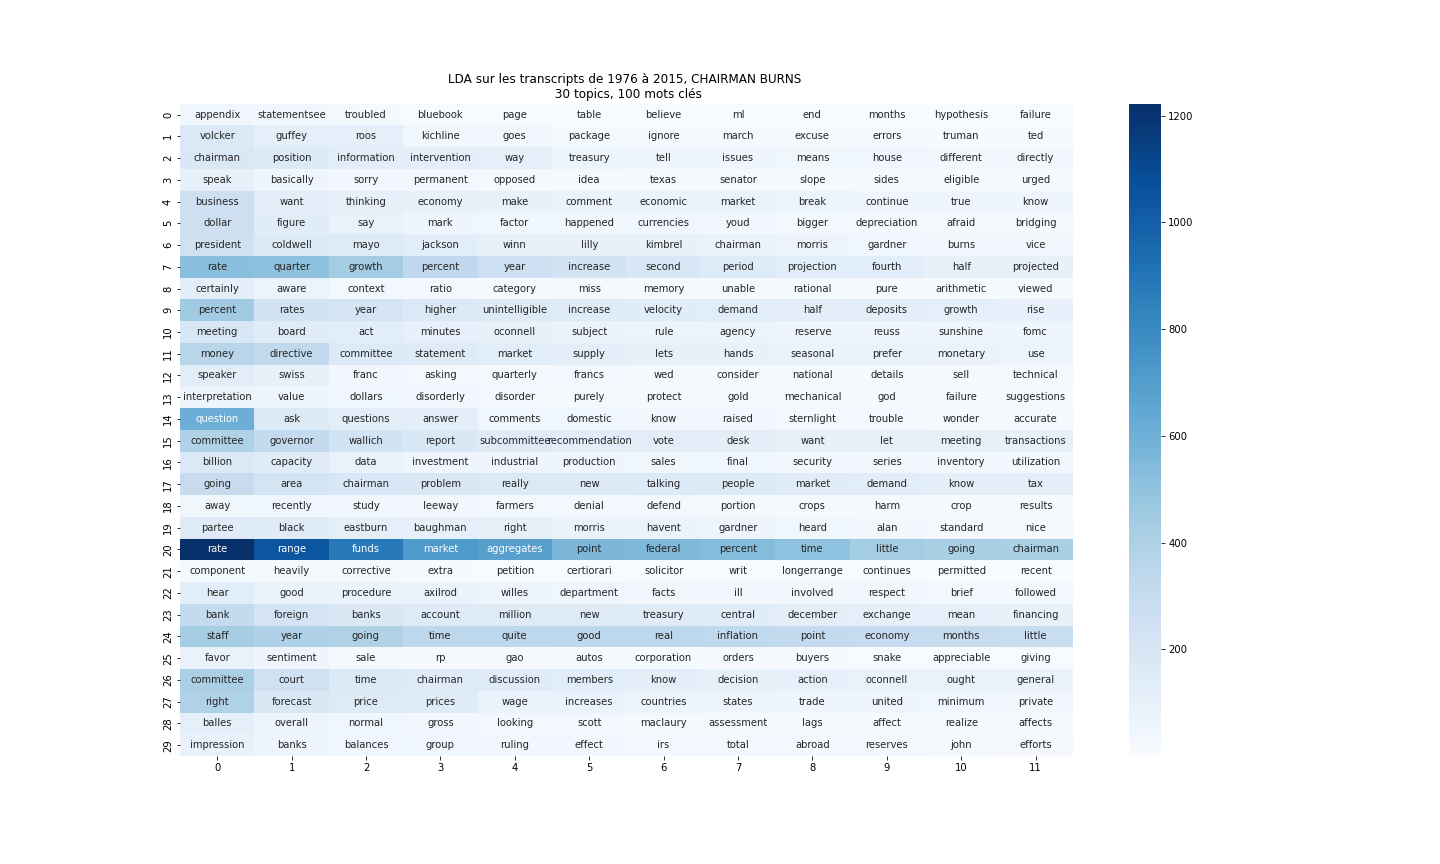 LDA sur les transcripts de 1976 à 2015, CHAIRMAN BURNS
30 topics, 100 mots clés
0 appendix statementsee troubled bluebook page table believe ml end months hypothesis failure
1 volcker guffey roos kichline goes package ignore march excuse errors truman ted
2 chairman position information intervention way treasury tell issues means house different directly
3 speak basically sorry permanent opposed idea texas senator slope sides eligible urged
4 business want thinking economy make comment economic market break continue true know
5 dollar figure say mark factor happened currencies youd bigger depreciation afraid bridging
6 president coldwell mayo jackson winn lilly kimbrel chairman morris gardner burns vice
7 rate quarter growth percent year increase second period projection fourth half projected
8 certainly aware context ratio category miss memory unable rational pure arithmetic viewed
9 percent rates year higher unintelligible increase velocity demand half deposits growth rise
10 meeting board act minutes oconnell subject rule agency reserve reuss sunshine fomc
11 money directive committee statement market supply lets hands seasonal prefer monetary use
12 speaker swiss franc asking quarterly francs wed consider national details sell technical
13 interpretation value dollars disorderly disorder purely protect gold mechanical god failure suggestions
14 question ask questions answer comments domestic know raised sternlight trouble wonder accurate
15 committee governor wallich report subcommittee recommendation vote desk want let meeting transactions
16 billion capacity data investment industrial production sales final security series inventory utilization
17 going area chairman problem really new talking people market demand know tax
18 away recently study leeway farmers denial defend portion crops harm crop results
19 partee black eastburn baughman right morris havent gardner heard alan standard nice
20 rate range funds market aggregates point federal percent time little going chairman
21 component heavily corrective extra petition certiorari solicitor writ longerrange continues permitted recent
22 hear good procedure axilrod willes department facts ill involved respect brief followed
23 bank foreign banks account million new treasury central december exchange mean financing
24 staff year going time quite good real inflation point economy months little
25 favor sentiment sale rp gao autos corporation orders buyers snake appreciable giving
26 committee court time chairman discussion members know decision action oconnell ought general
27 right forecast price prices wage increases countries states trade united minimum private
28 balles overall normal gross looking scott maclaury assessment lags affect realize affects
29 impression banks balances group ruling effect irs total abroad reserves john efforts
0 1 2 3 4 5 6 7 8 9 10 11
1200
1000
800
600
400
200